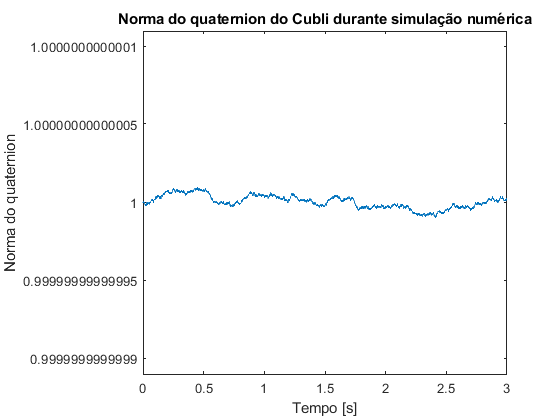 Norma do quaternion do Cubli durante simulação numérica
1.0000000000001
1.00000000000005
1
0.99999999999995
0.9999999999999
Norma do quaternion
0 0.5 1 1.5 2 2.5 3
Tempo [s]